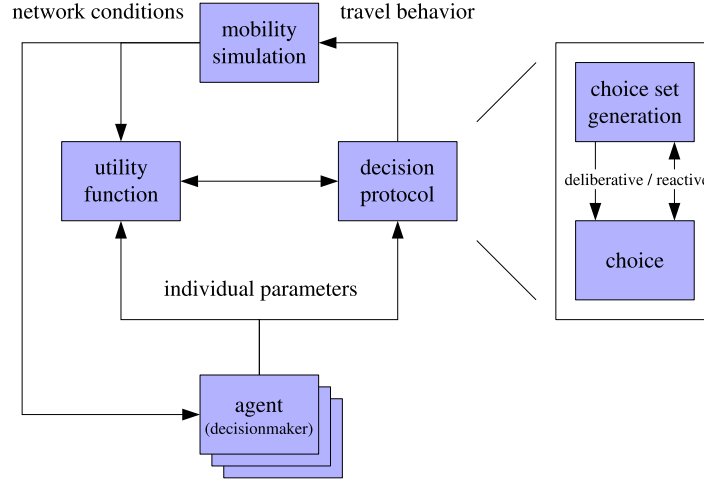 network conditions
travel behavior
mobility
simulation
choice set
generation
utility
function
decision
protocol
deliberative / reactive
choice
individual parameters
agent
(decisionmaker)